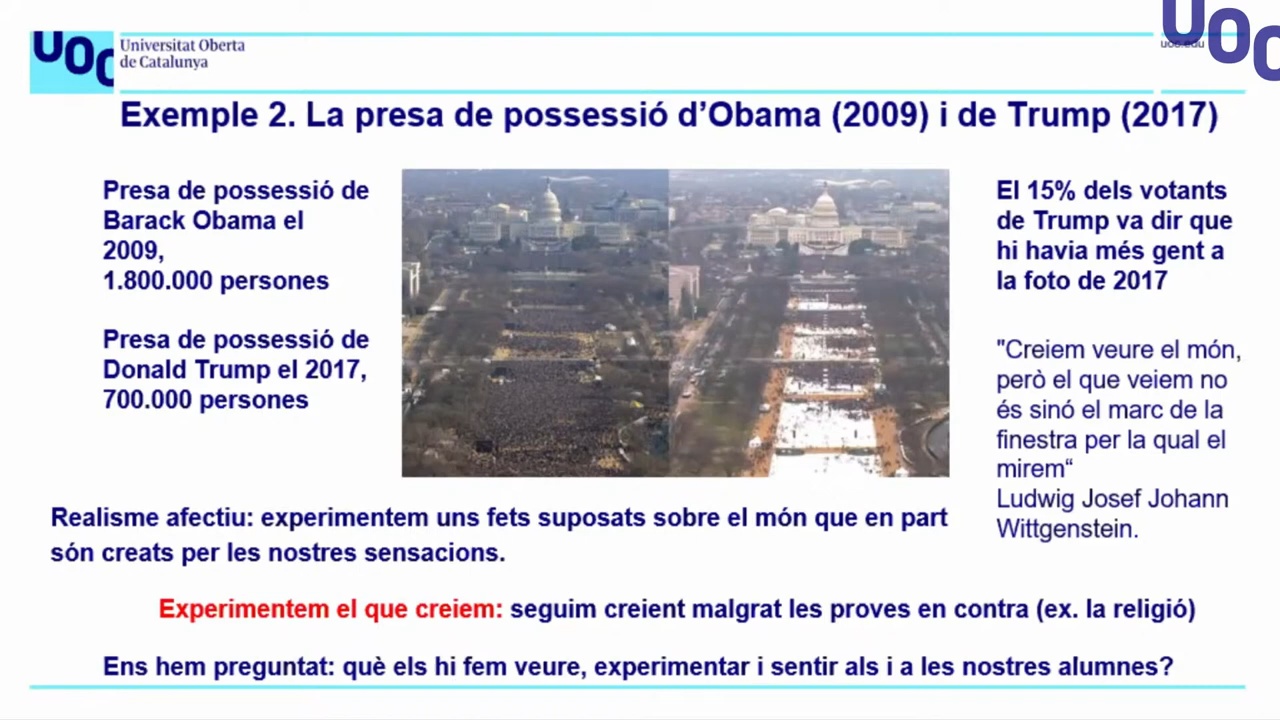 UOC
Universitat Oberta
de Catalunya
uoc.edu
UOC
Exemple 2. La presa de possessió d’Obama (2009) i de Trump (2017)
Presa de possessió de
Barack Obama el
2009,
1.800.000 persones
Presa de possessió de
Donald Trump el 2017,
700.000 persones
El 15% dels votants
de Trump va dir que
hi havia més gent a
la foto de 2017
"Creiem veure el món,
però el que veiem no
és sinó el marc de la
finestra per la qual el
mirem“
Ludwig Josef Johann
Wittgenstein.
Realisme afectiu: experimentem uns fets suposats sobre el món que en part
són creats per les nostres sensacions.
Experimentem el que creiem: seguim creient malgrat les proves en contra (ex. la religió)
Ens hem preguntat: què els hi fem veure, experimentar i sentir als i a les nostres alumnes?